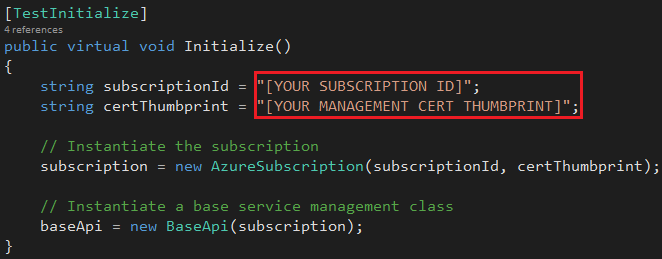 [TestInitialize]
4 references
public virtual void Initialize()
{
string subscriptionId = "[YOUR SUBSCRIPTION ID]";
string certThumbprint = "[YOUR MANAGEMENT CERT THUMBPRINT]";
// Instantiate the subscription
subscription = new AzureSubscription(subscriptionId, certThumbprint);
// Instantiate a base service management class
baseApi = new BaseApi(subscription);
}